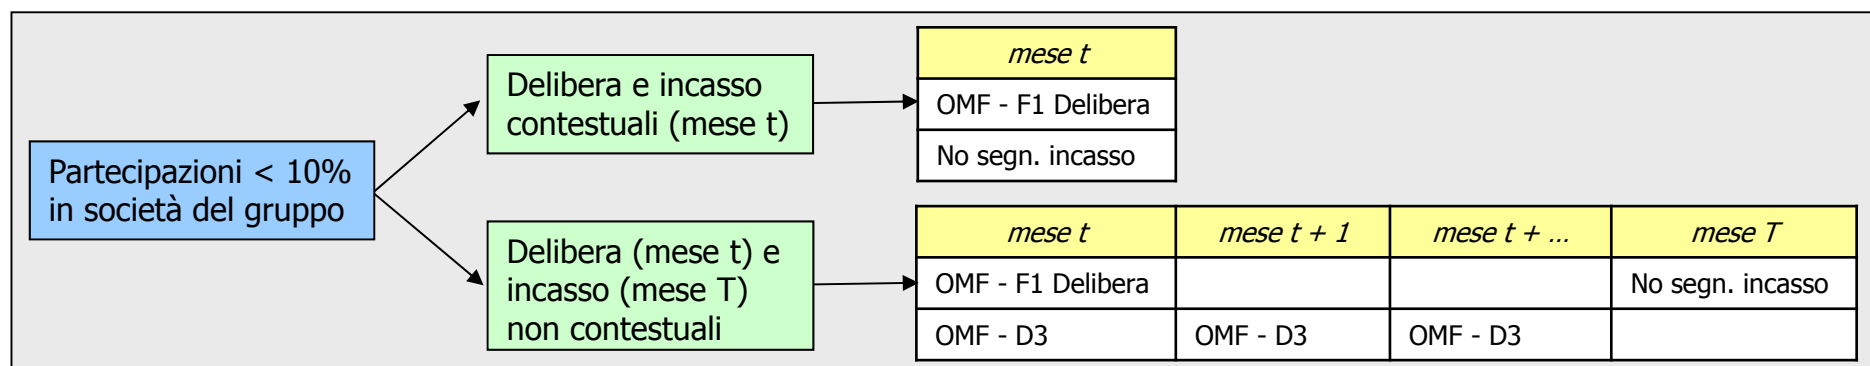 Partecipazioni < 10%
in società del gruppo
Delibera e incasso
contestuali (mese t)
mese t
OMF - F1 Delibera
No segn. incasso
Delibera (mese t) e
incasso (mese T)
non contestuali
mese t mese t + 1 mese t + ... mese T
OMF - F1 Delibera No segn. incasso
OMF - D3 OMF - D3 OMF - D3